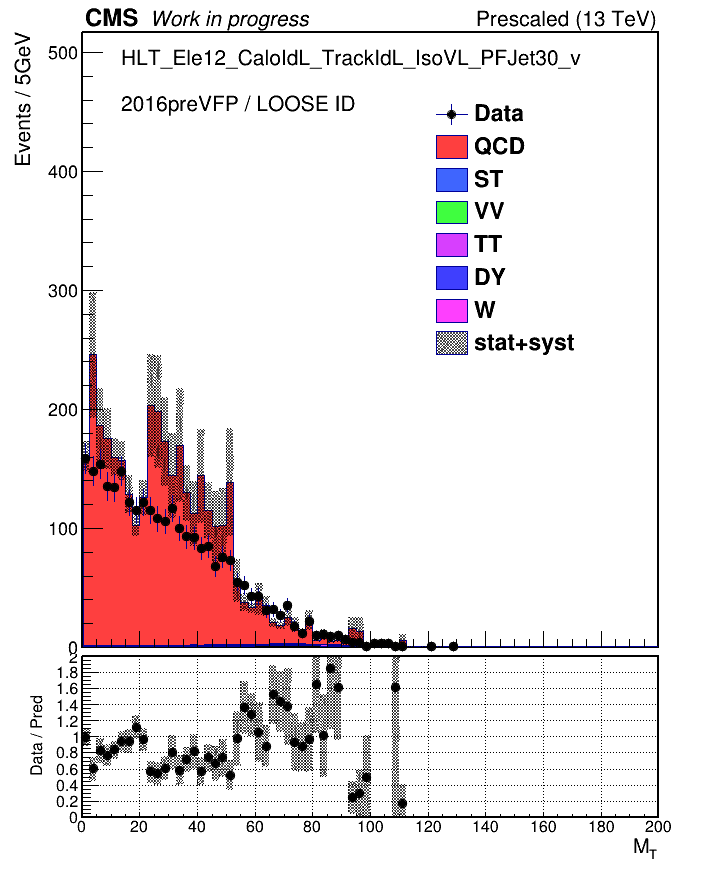 CMS Work in progress Prescaled (13 TeV)
Events / 5GeV
HLT_Ele12_CaloIdL_TrackIdL_IsoVL_PFJet30_v
2016preVFP / LOOSE ID
Data
QCD
ST
VV
TT
DY
W
stat+syst
500
400
300
200
100
0
Data / Pred
2
1.8
1.6
1.4
1.2
1
0.8
0.6
0.4
0.2
0
0 20 40 60 80 100 120 140 160 180 200
M_T